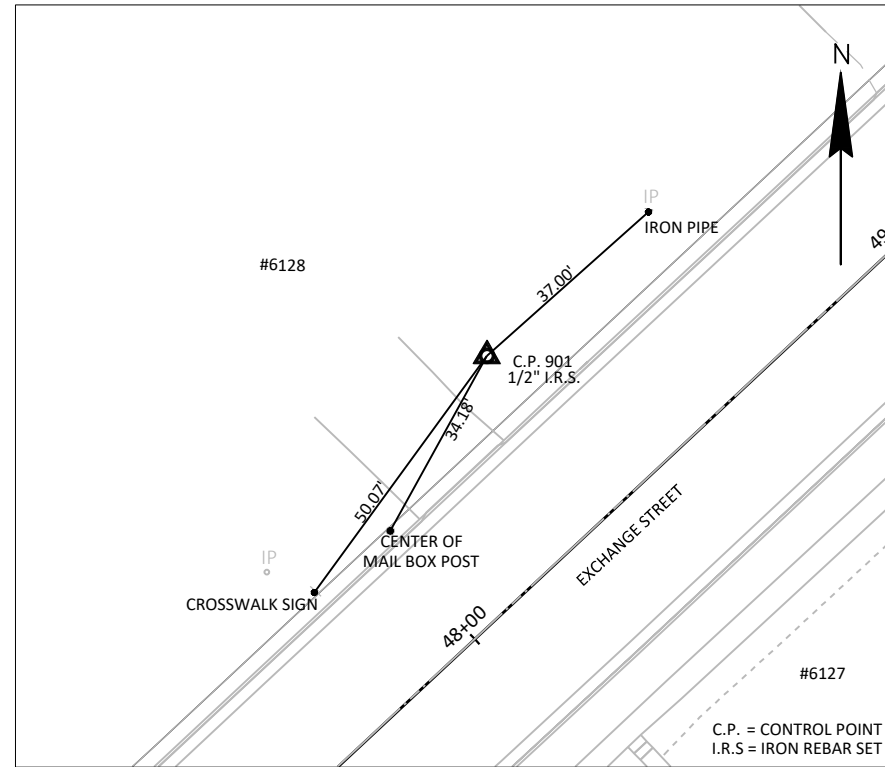 N
IP
IRON PIPE
49
#6128
37.00'
C.P. 901
1/2" I.R.S.
34.18'
50.07'
CENTER OF
MAIL BOX POST
EXCHANGE STREET
IP
CROSSWALK SIGN
48+00
#6127
C.P. = CONTROL POINT
I.R.S = IRON REBAR SET